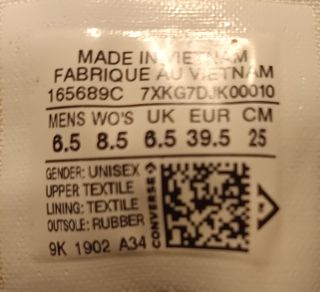 MADE IN VIETNAM
FABRIQUE AU VIETNAM
165689C 7XKG7DJK00010
MENS WO'S UK EUR CM
6.5 8.5 6.5 39.5 25
GENDER: UNISEX
UPPER TEXTILE
LINING: TEXTILE
OUTSOLE: RUBBER
9K 1902 A34
CONVERSE